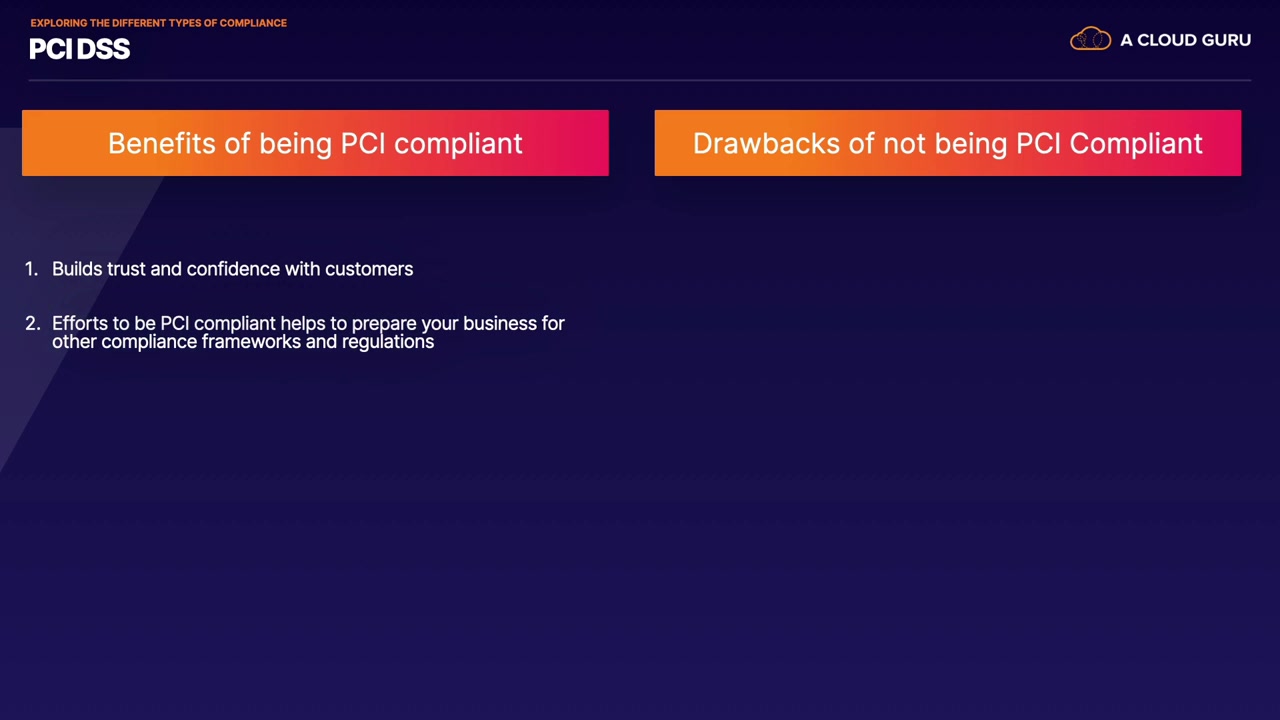 EXPLORING THE DIFFERENT TYPES OF COMPLIANCE
PCI DSS
A CLOUD GURU
Benefits of being PCI compliant
Drawbacks of not being PCI Compliant
1. Builds trust and confidence with customers
2. Efforts to be PCI compliant helps to prepare your business for
other compliance frameworks and regulations